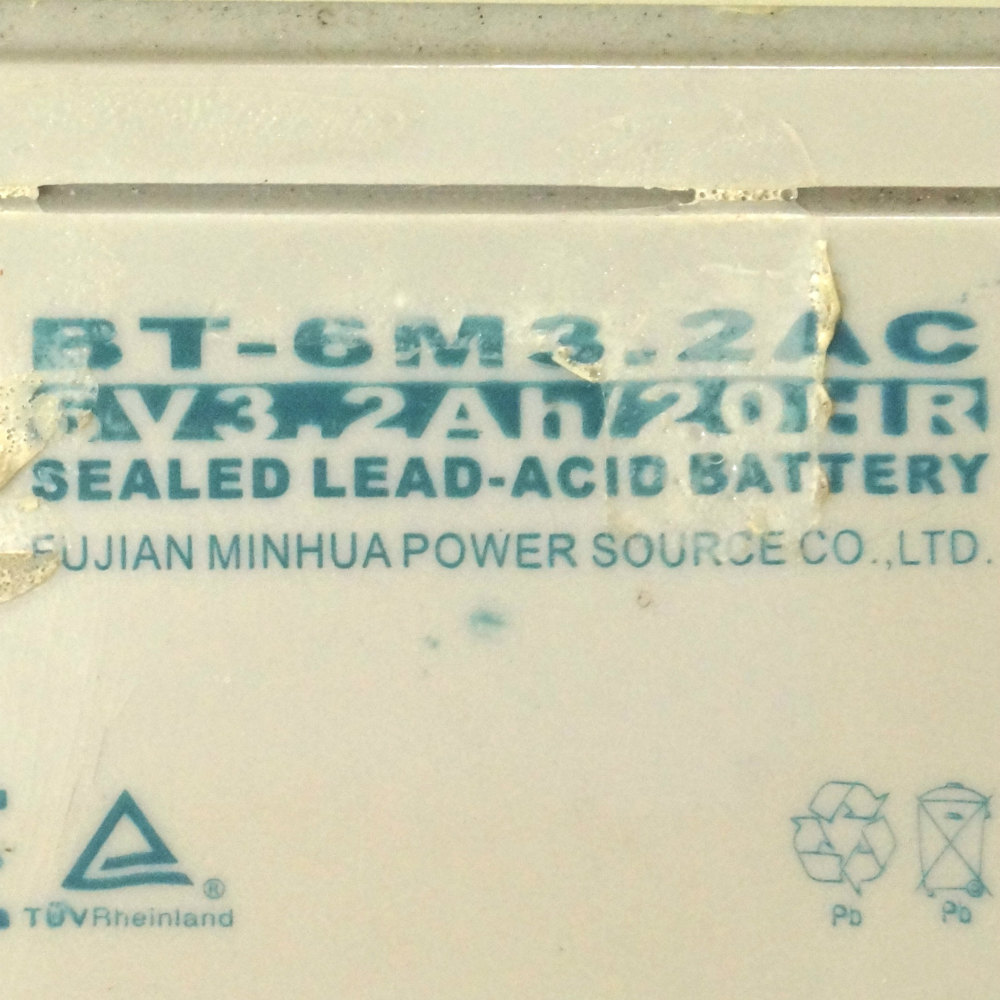 BT-6M3.2AC
6V3.2Ah/20HR
SEALED LEAD-ACID BATTERY
FUJIAN MINHUA POWER SOURCE CO.,LTD.
TÜVRheinland ®
Pb
Pb